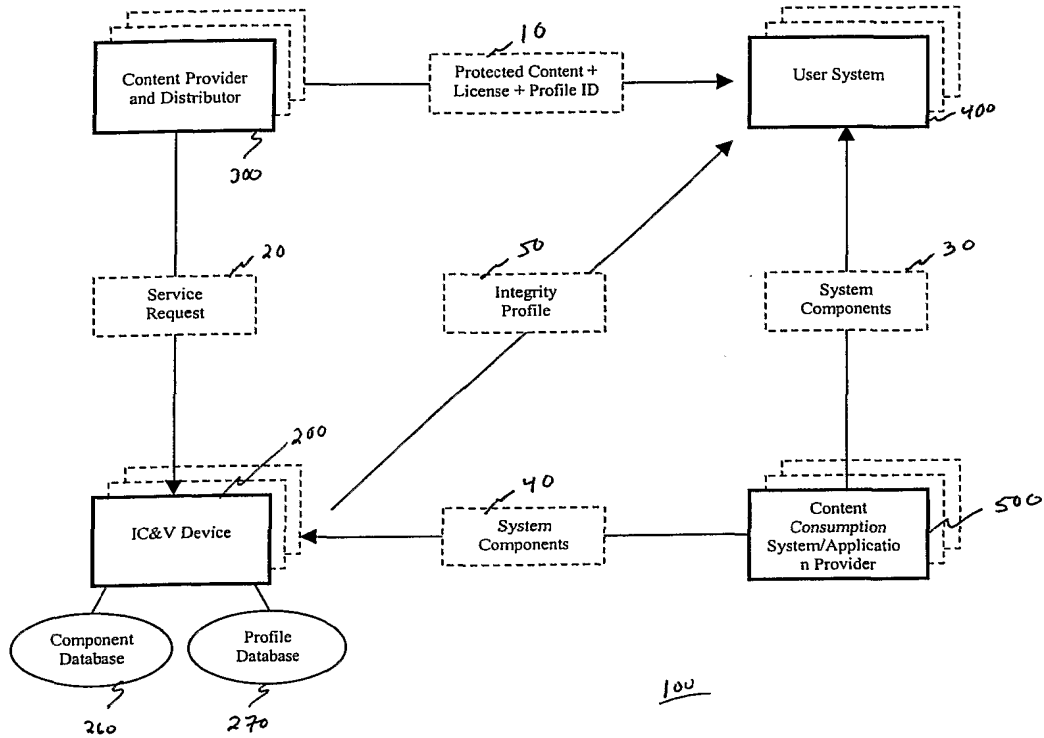 10
Content Provider
and Distributor
Protected Content +
License + Profile ID
User System
400
300
20
50
30
Service
Request
Integrity
Profile
System
Components
200
40
IC&V Device
System
Components
Content
Consumption
System/Applicatio
n Provider
500
Component
Database
Profile
Database
260
270
100